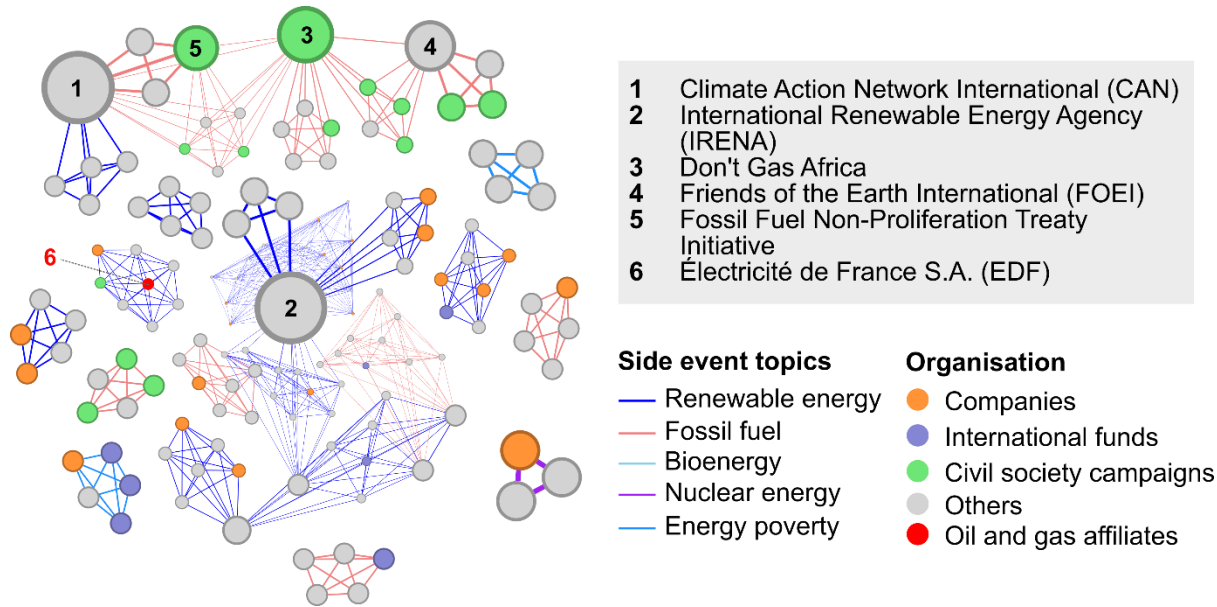 1
5
3
4
2
6
1 Climate Action Network International (CAN)
2 International Renewable Energy Agency
(IRENA)
3 Don't Gas Africa
4 Friends of the Earth International (FOEI)
5 Fossil Fuel Non-Proliferation Treaty
Initiative
6 Électricité de France S.A. (EDF)
Side event topics
Renewable energy
Fossil fuel
Bioenergy
Nuclear energy
Energy poverty
Organisation
Companies
International funds
Civil society campaigns
Others
Oil and gas affiliates